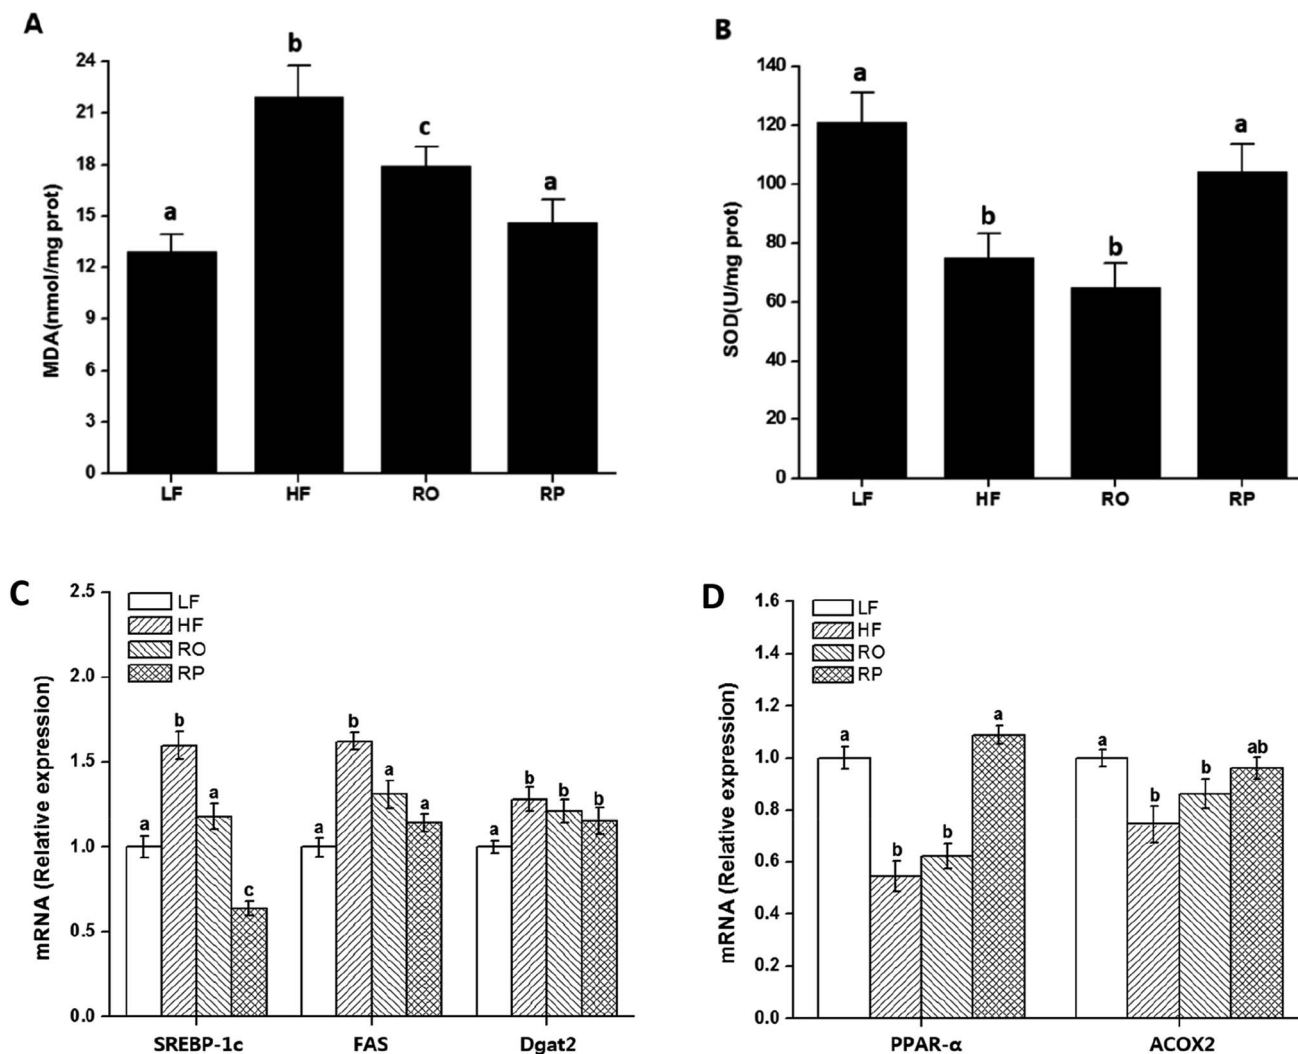 A
MDA(nmol/mg prot)
24
21
18
15
12
9
6
3
0
a
b
c
a
LF HF RO RP
B
SOD(U/mg prot)
140
120
100
80
60
40
20
0
a
b
b
a
LF HF RO RP
C
mRNA (Relative expression)
2.5
2.0
1.5
1.0
0.5
0.0
LF
HF
RO
RP
a b a c
a b a a
a b b b
SREBP-1c FAS Dgat2
D
mRNA (Relative expression)
1.6
1.4
1.2
1.0
0.8
0.6
0.4
0.2
0.0
LF
HF
RO
RP
a b b a
a b b ab
PPAR-α ACOX2